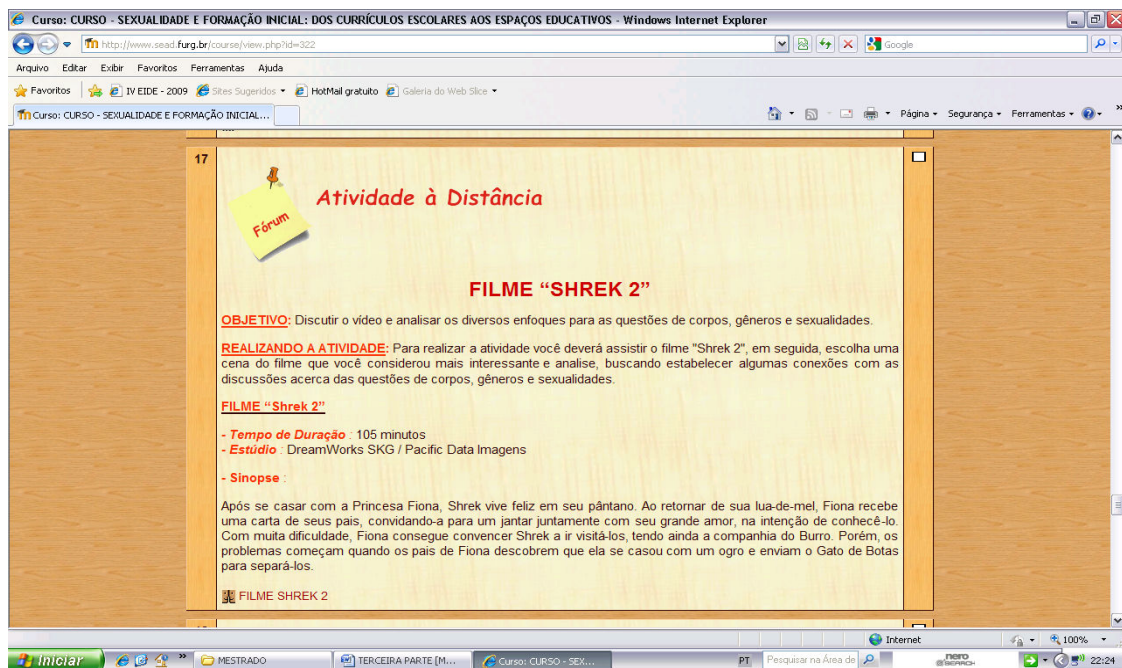 CURSO - SEXUALIDADE E FORMAÇÃO INICIAL: DOS CURRÍCULOS ESCOLARES AOS ESPAÇOS EDUCATIVOS - Windows Internet Explorer
http://www.sead.furg.br/course/view.php?id=322
Google
Arquivo Editar Exibir Favoritos Ferramentas Ajuda
Favoritos IV EIDE - 2009 Sites Sugeridos HotMail gratuito Galeria do Web Slice
Curso: CURSO - SEXUALIDADE E FORMAÇÃO INICIAL... Página Segurança Ferramentas »
17
Atividade à Distância
Fórum
FILME “SHREK 2”
OBJETIVO: Discutir o vídeo e analisar os diversos enfoques para as questões de corpos, gêneros e sexualidades.
REALIZANDO A ATIVIDADE: Para realizar a atividade você deverá assistir o filme "Shrek 2", em seguida, escolha uma
cena do filme que você considerou mais interessante e analise, buscando estabelecer algumas conexões com as
discussões acerca das questões de corpos, gêneros e sexualidades.
FILME “Shrek 2”
- Tempo de Duração : 105 minutos
- Estúdio : DreamWorks SKG / Pacific Data Imagens
- Sinopse :
Após se casar com a Princesa Fiona, Shrek vive feliz em seu pântano. Ao retornar de sua lua-de-mel, Fiona recebe
uma carta de seus pais, convidando-a para um jantar juntamente com seu grande amor, na intenção de conhecê-lo.
Com muita dificuldade, Fiona consegue convencer Shrek a ir visitá-los, tendo ainda a companhia do Burro. Porém, os
problemas começam quando os pais de Fiona descobrem que ela se casou com um ogro e enviam o Gato de Botas
para separá-los.
FILME SHREK 2
Internet 100%
Iniciar » MESTRADO TERCEIRA PARTE [M... Curso: CURSO - SEX... PT Pesquisar na Área de nero SEARCH 22:24